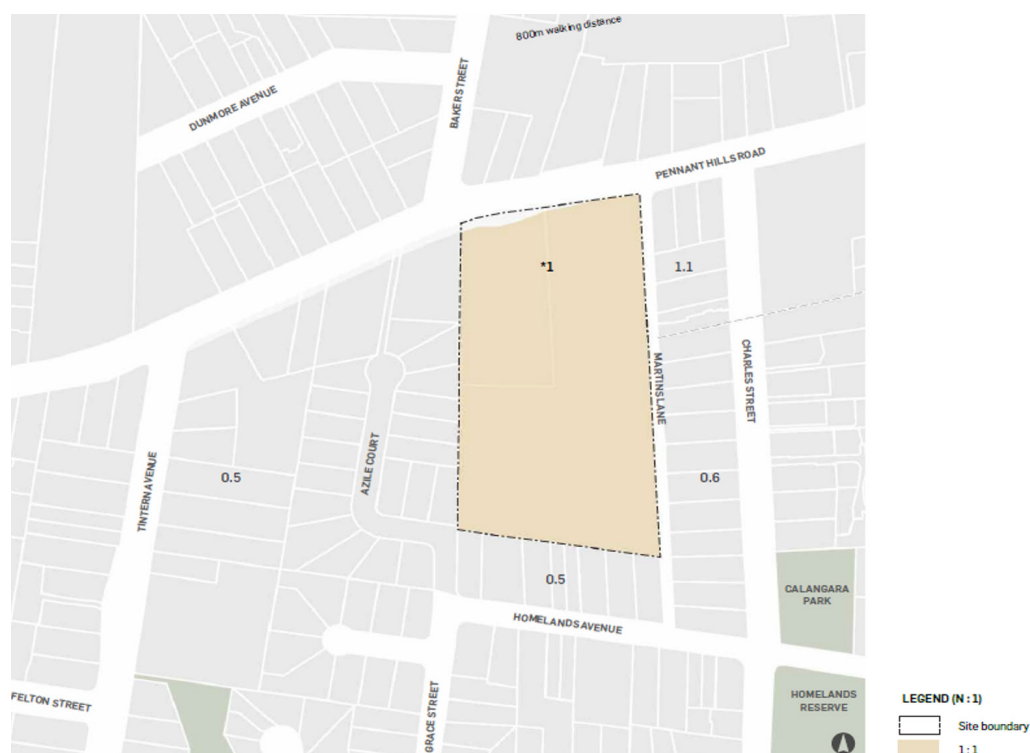 800m walking distance
DUNMORE AVENUE
BAKER STREET
PENNANT HILLS ROAD
*1
1.1
MARTINS LANE
CHARLES STREET
AZILE COURT
TINTERN AVENUE
0.5
0.6
0.5
CALANGARA
PARK
HOMELANDS AVENUE
FELTON STREET
GRACE STREET
HOMELANDS
RESERVE
LEGEND (N : 1)
Site boundary
1:1